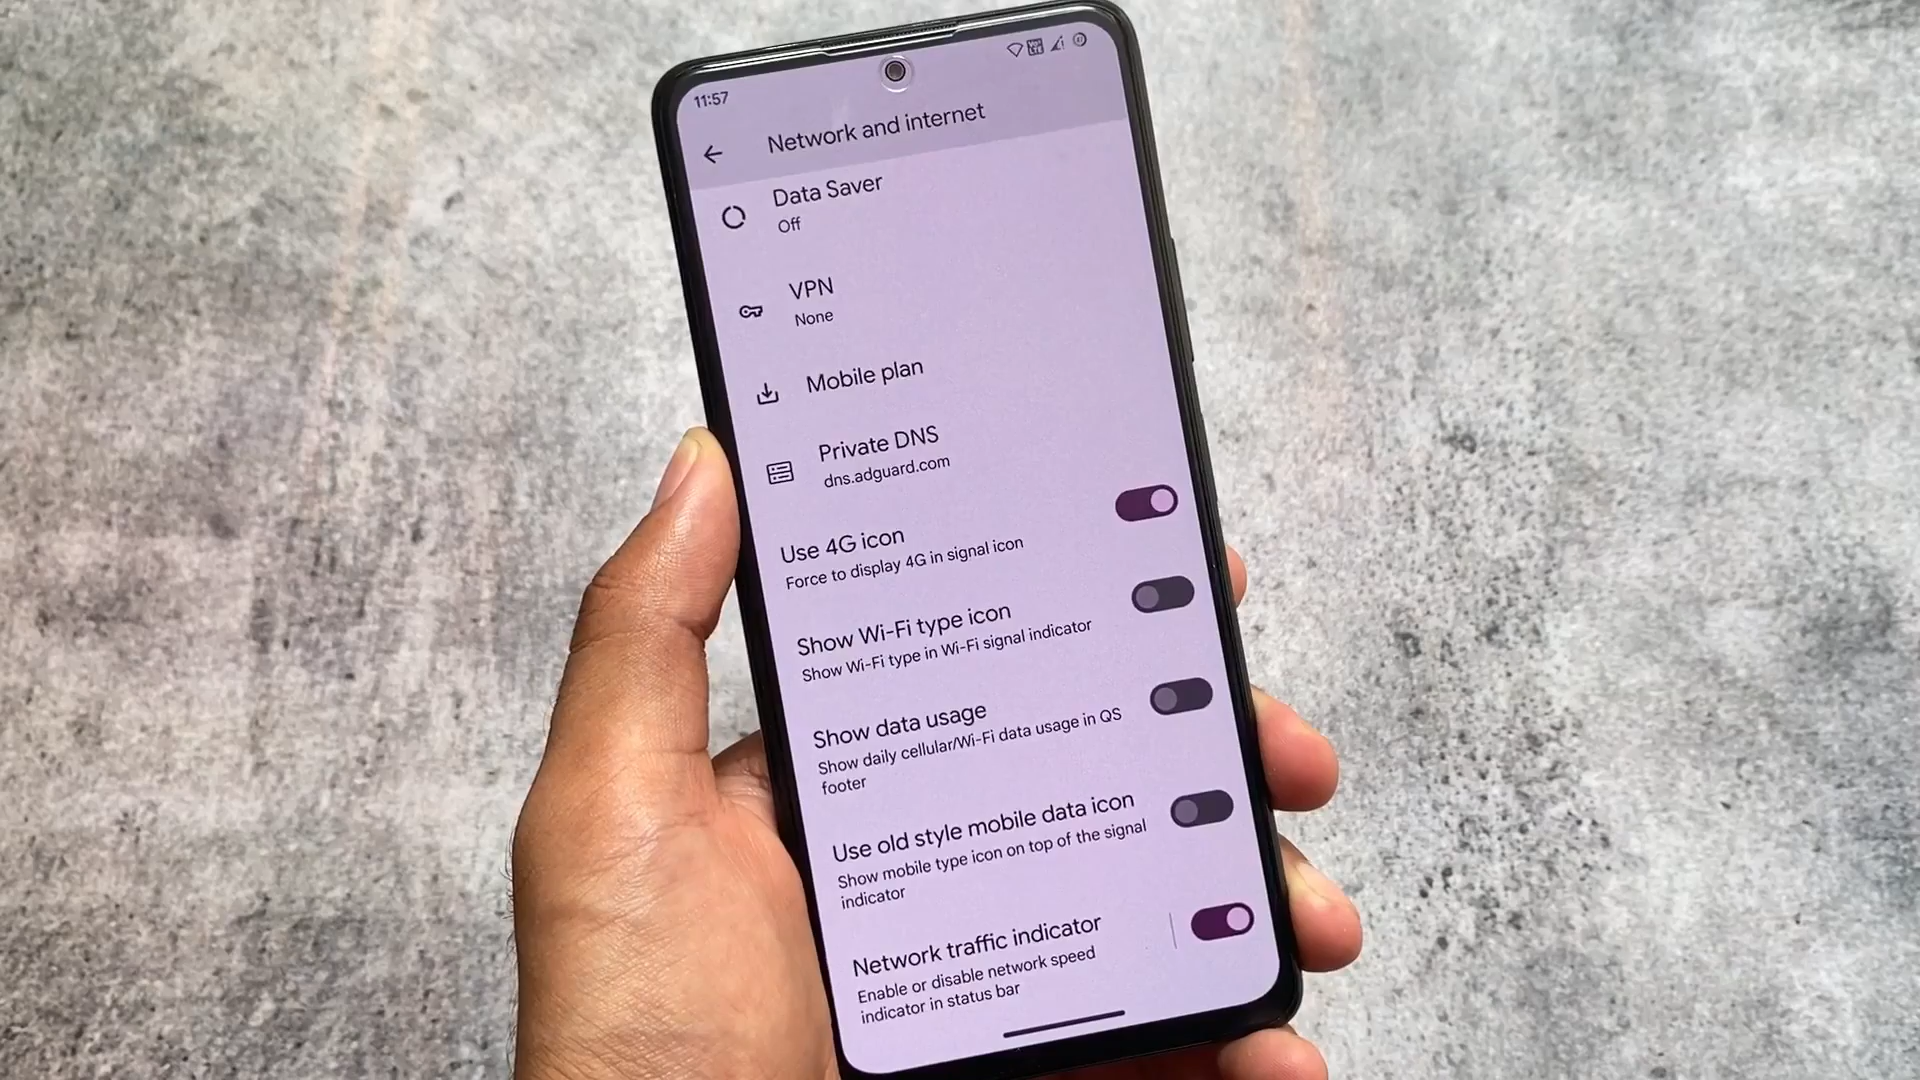 11:57
Network and internet
Data Saver
Off
VPN
None
Mobile plan
Private DNS
dns.adguard.com
Use 4G icon
Force to display 4G in signal icon
Show Wi-Fi type icon
Show Wi-Fi type in Wi-Fi signal indicator
Show data usage
Show daily cellular/Wi-Fi data usage in QS
footer
Use old style mobile data icon
Show mobile type icon on top of the signal
indicator
Network traffic indicator
Enable or disable network speed
indicator in status bar